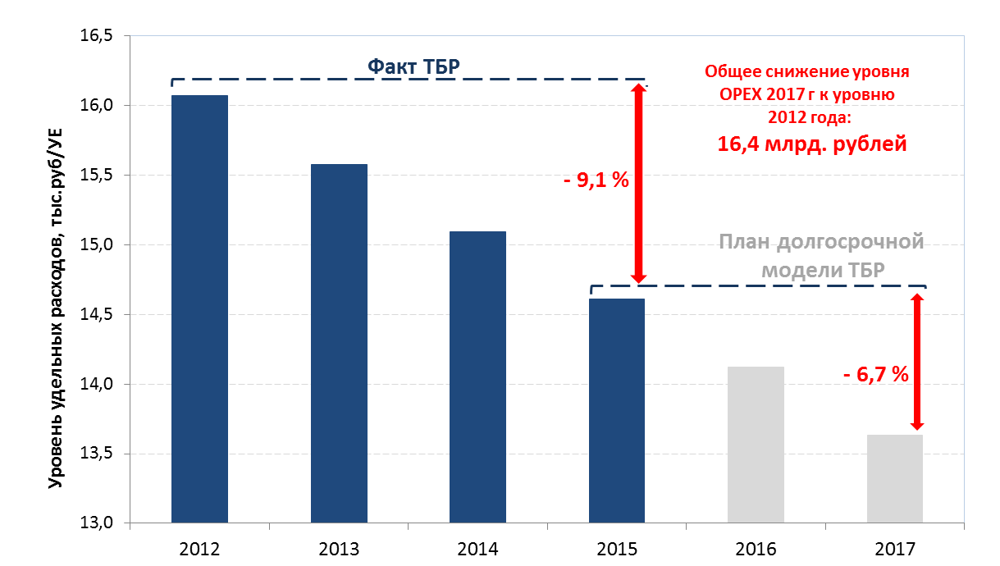 Уровень удельных расходов, тыс.руб/УЕ
16,5
16,0
15,5
15,0
14,5
14,0
13,5
13,0
Факт ТБР
Общее снижение уровня
OPEX 2017 г к уровню
2012 года:
16,4 млрд. рублей
- 9,1 %
План долгосрочной
модели ТБР
- 6,7 %
2012
2013
2014
2015
2016
2017